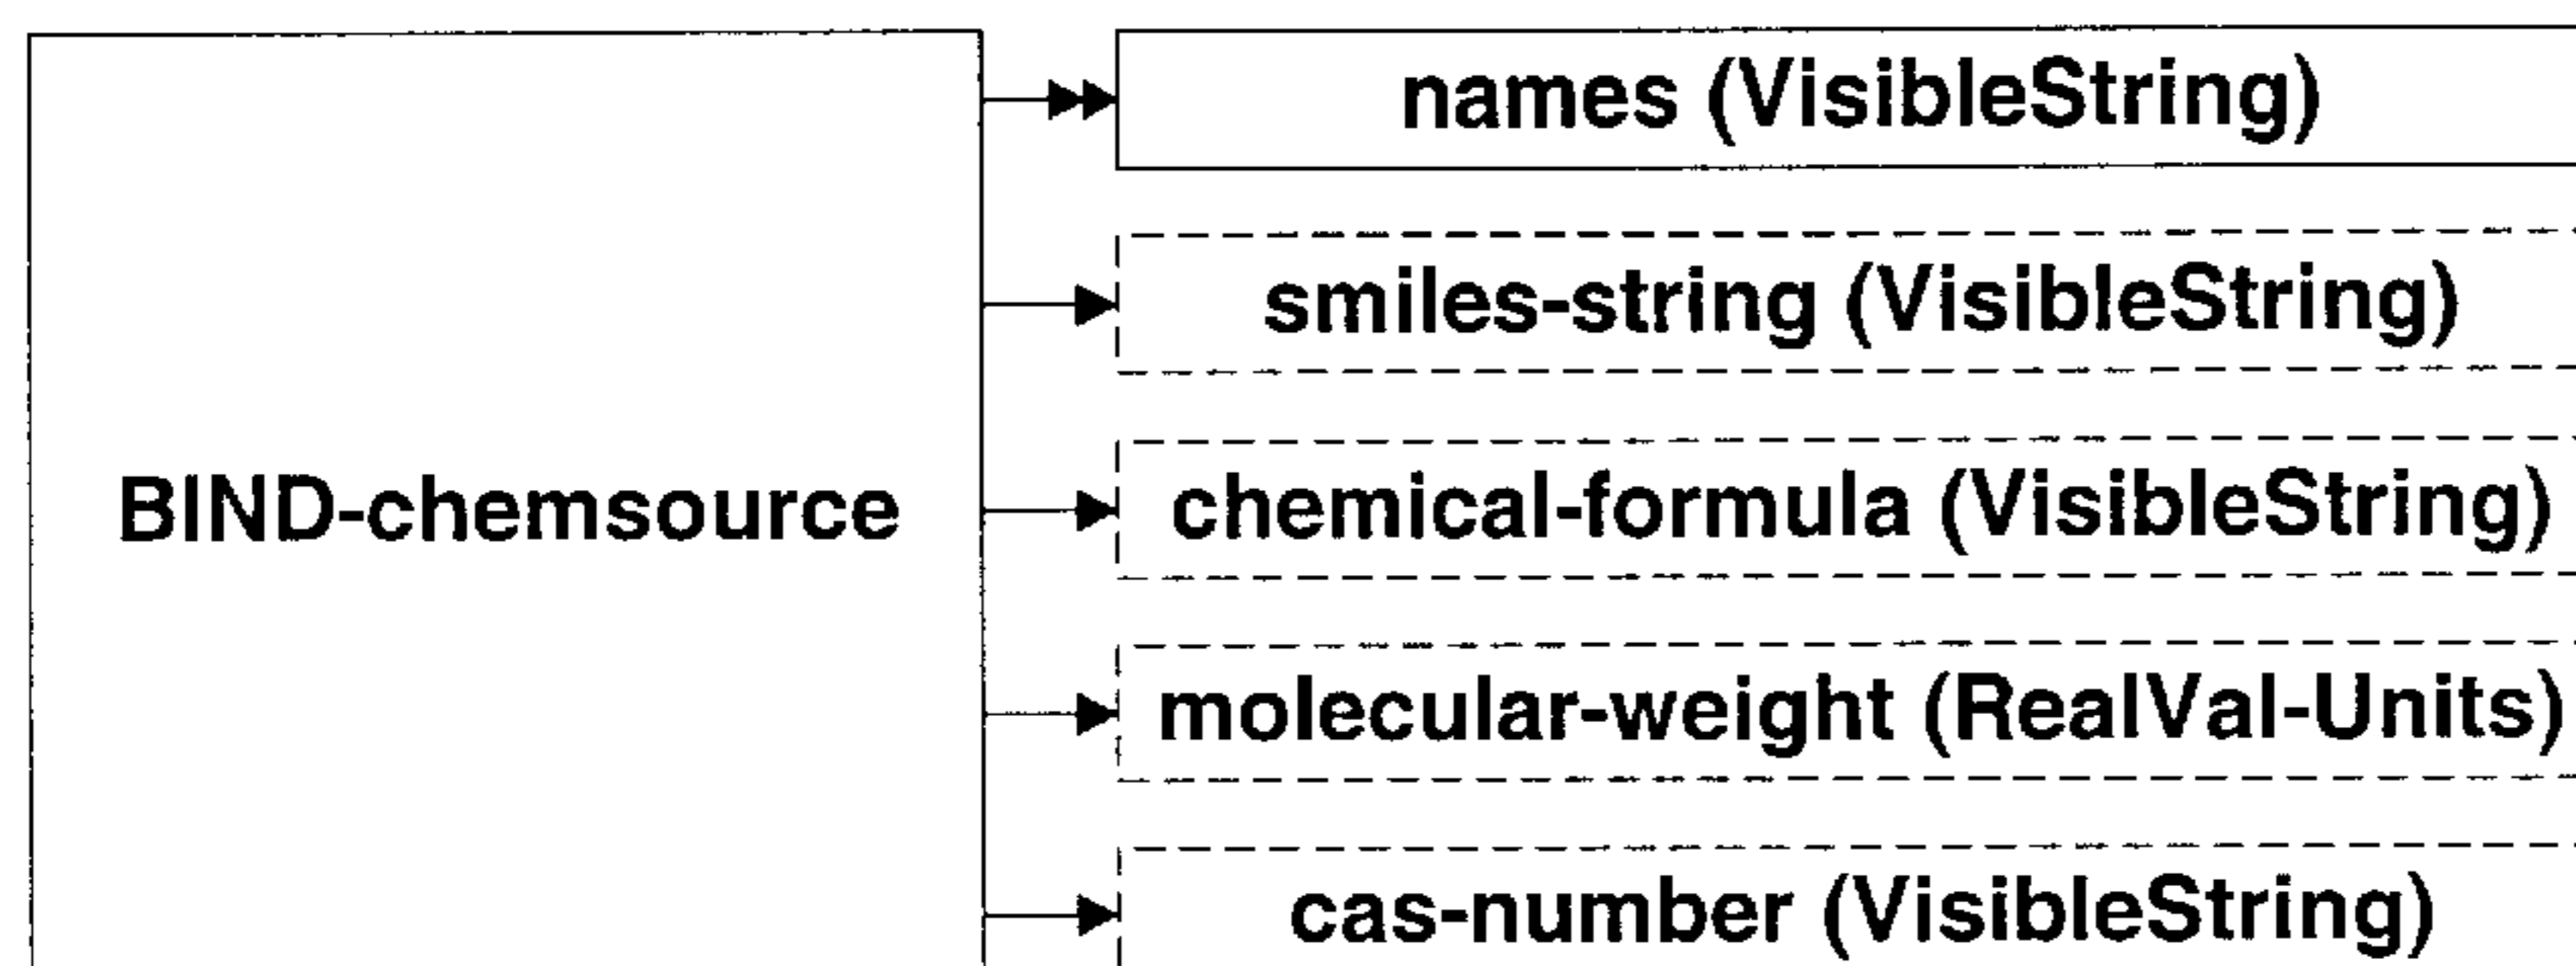 BIND-chemsource
names (VisibleString)
smiles-string (VisibleString)
chemical-formula (VisibleString)
molecular-weight (RealVal-Units)
cas-number (VisibleString)